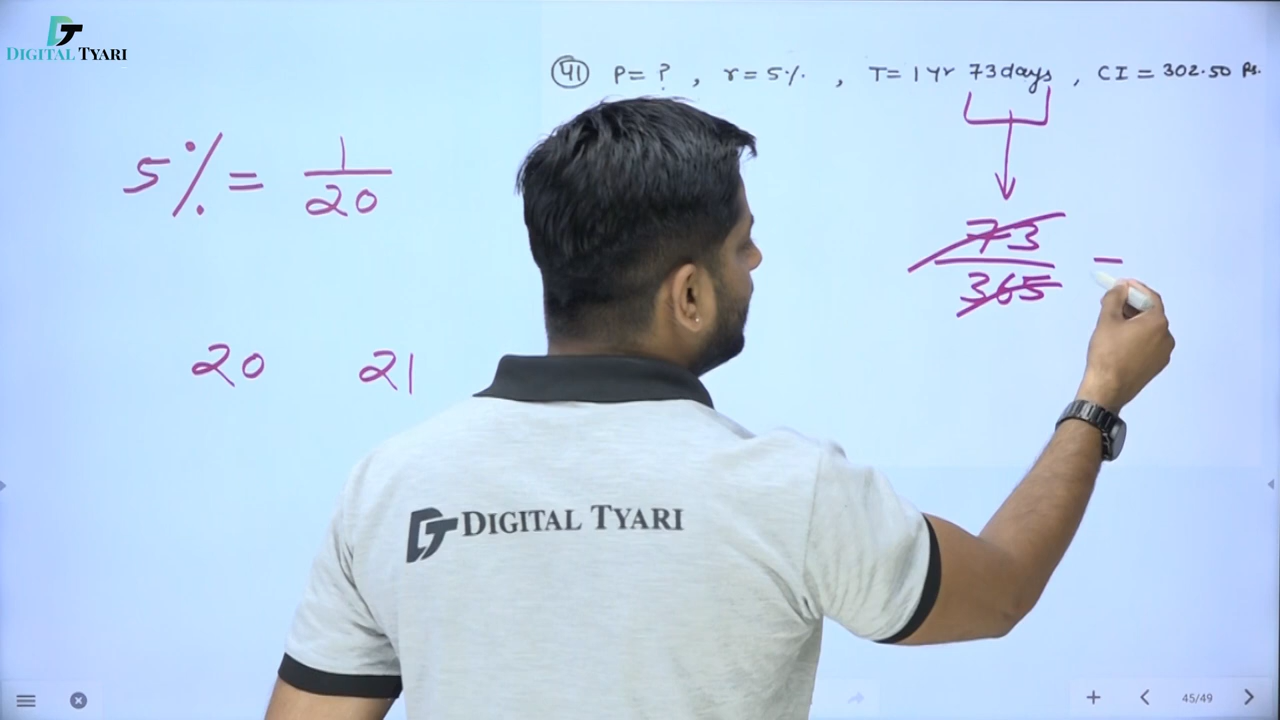 DIGITAL TYARI
41 P = ? , r = 5% , T = 1 yr 73 days , CI = 302.50 Rs.
5% = 1/20
73/365 =
20 21
DIGITAL TYARI
45/49